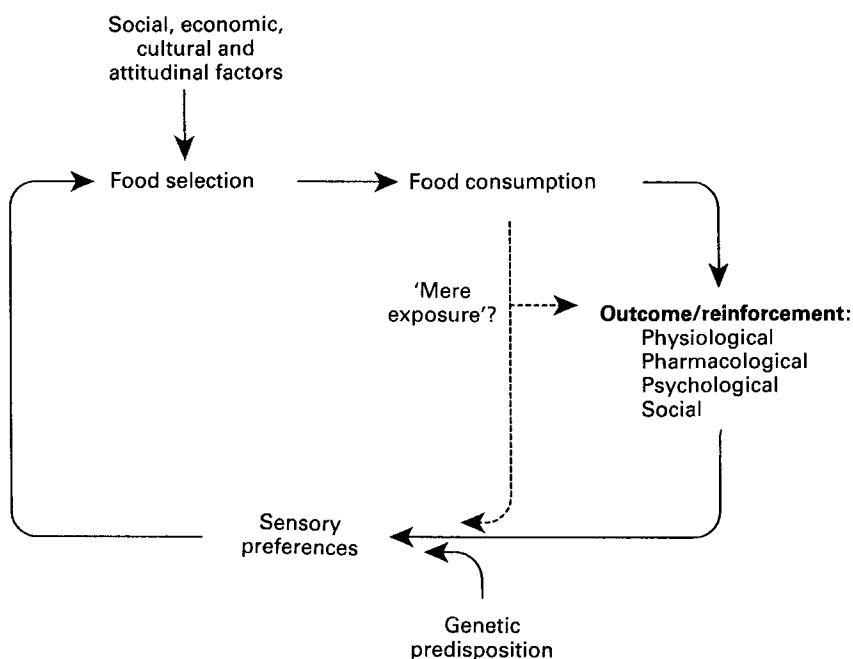 Social, economic,
cultural and
attitudinal factors
Food selection
Food consumption
'Mere
exposure'?
Outcome/reinforcement:
Physiological
Pharmacological
Psychological
Social
Sensory
preferences
Genetic
predisposition